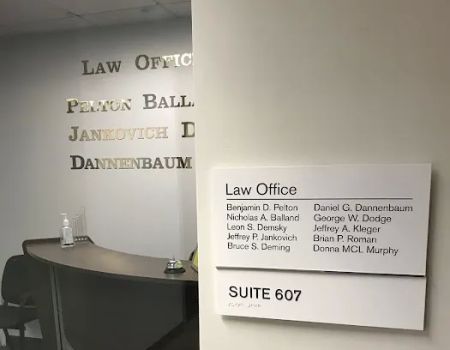 Law Offic
Pelton Balla
Jankovich D
Dannenbaum
Law Office
Benjamin D. Pelton
Nicholas A. Balland
Leon S. Demsky
Jeffrey P. Jankovich
Bruce S. Deming
Daniel G. Dannenbaum
George W. Dodge
Jeffrey A. Kleger
Brian P. Roman
Donna MCL Murphy
SUITE 607